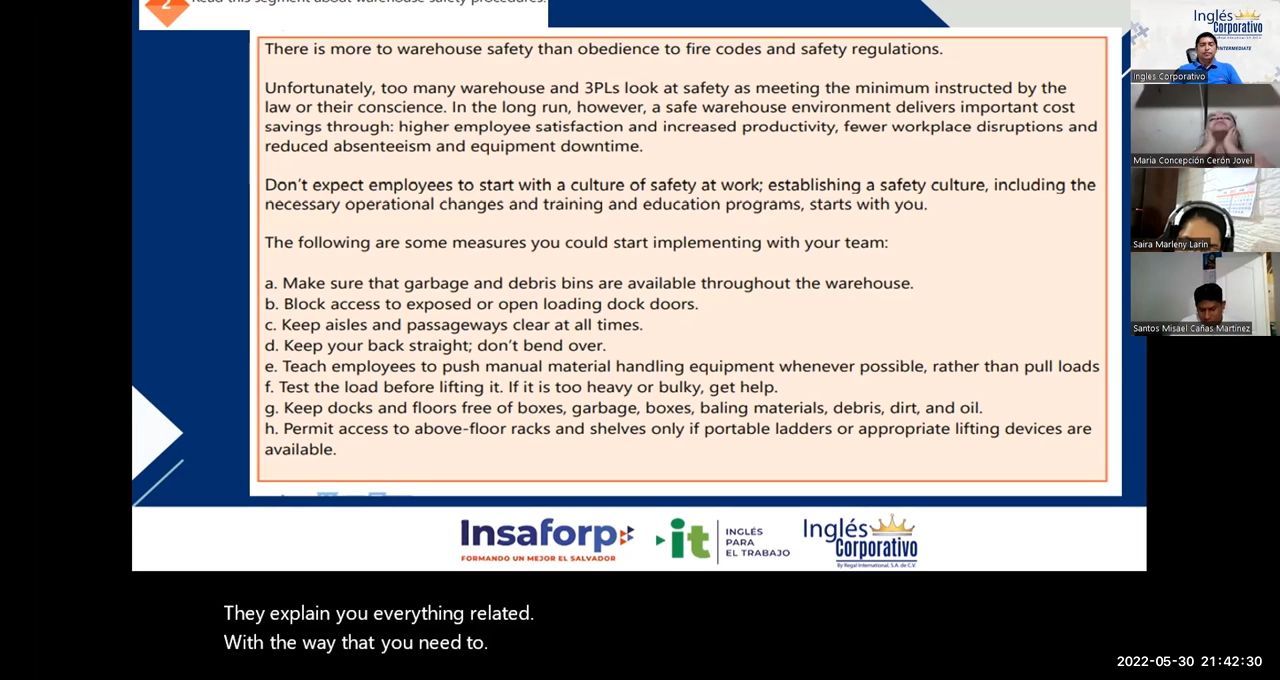 2 Read this segment about warehouse safety procedures.
There is more to warehouse safety than obedience to fire codes and safety regulations.
Unfortunately, too many warehouse and 3PLs look at safety as meeting the minimum instructed by the
law or their conscience. In the long run, however, a safe warehouse environment delivers important cost
savings through: higher employee satisfaction and increased productivity, fewer workplace disruptions and
reduced absenteeism and equipment downtime.
Don't expect employees to start with a culture of safety at work; establishing a safety culture, including the
necessary operational changes and training and education programs, starts with you.
The following are some measures you could start implementing with your team:
a. Make sure that garbage and debris bins are available throughout the warehouse.
b. Block access to exposed or open loading dock doors.
c. Keep aisles and passageways clear at all times.
d. Keep your back straight; don't bend over.
e. Teach employees to push manual material handling equipment whenever possible, rather than pull loads
f. Test the load before lifting it. If it is too heavy or bulky, get help.
g. Keep docks and floors free of boxes, garbage, boxes, baling materials, debris, dirt, and oil.
h. Permit access to above-floor racks and shelves only if portable ladders or appropriate lifting devices are
available.
Insaforp
FORMANDO UN MEJOR EL SALVADOR
it
INGLÉS
PARA
EL TRABAJO
Inglés
Corporativo
By Regal International, S.A. de C.V.
Inglés
Corporativo
INTERMEDIATE
Ingles Corporativo
Maria Concepción Cerón Jovel
Saira Marleny Larin
Santos Misael Cañas Martinez
They explain you everything related.
With the way that you need to.
2022-05-30 21:42:30